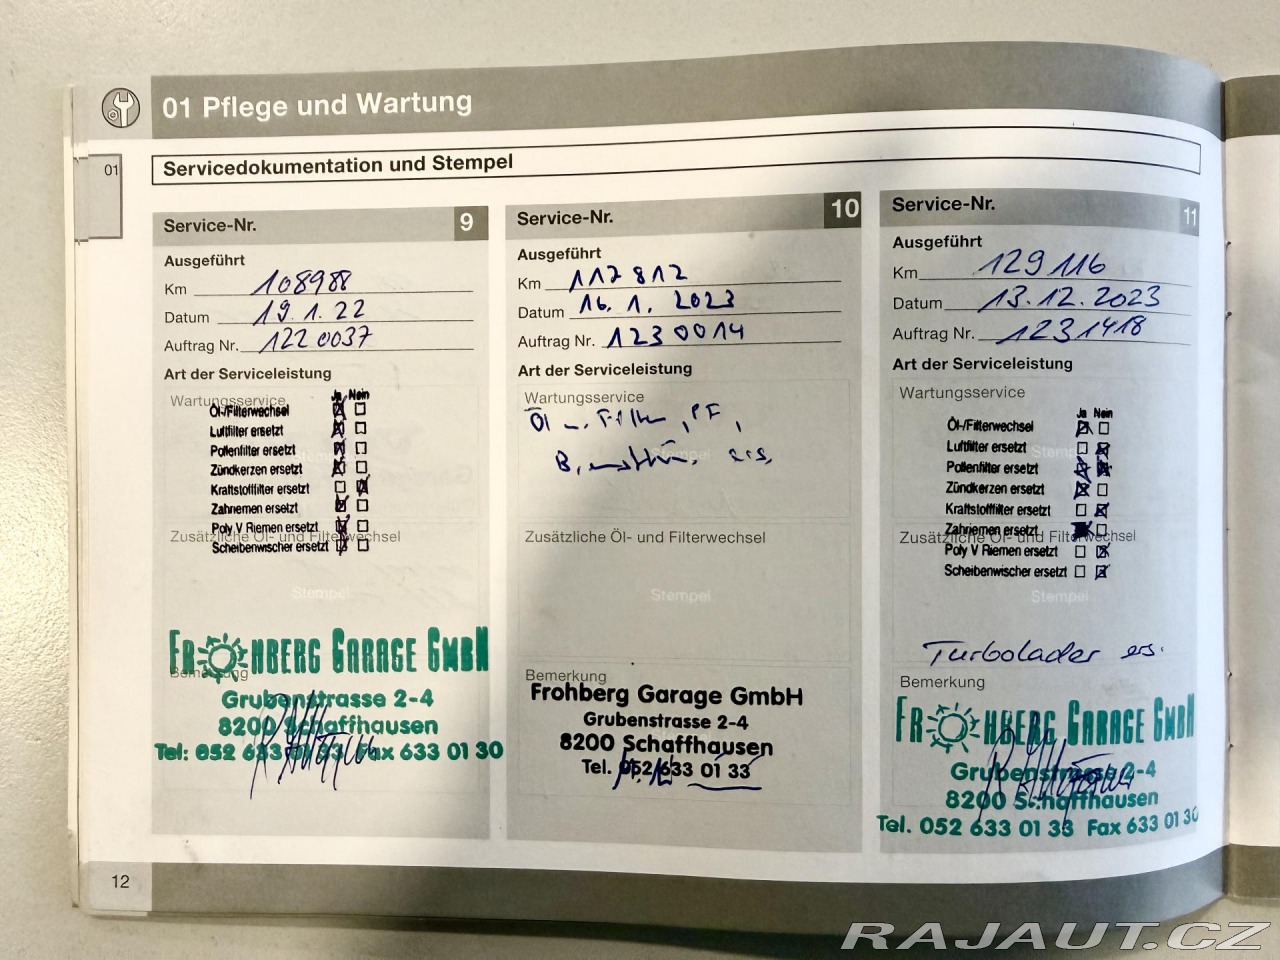 01 Pflege und Wartung
01
Servicedokumentation und Stempel
Service-Nr. 9
Ausgeführt
Km 108988
Datum 19.1.22
Auftrag Nr. 1220037
Art der Serviceleistung
Wartungsservice
Ja Nein
Öl-/Filterwechsel
Luftfilter ersetzt
Pollenfilter ersetzt
Zündkerzen ersetzt
Kraftstofffilter ersetzt
Zahnriemen ersetzt
Poly V Riemen ersetzt
Zusätzliche Öl- und Filterwechsel
Scheibenwischer ersetzt
Stempel
FROHNBERG GARAGE GMBH
Bemerkung
Grubenstrasse 2-4
8200 Schaffhausen
Tel: 052 633 01 33 Fax 633 01 30
Service-Nr. 10
Ausgeführt
Km 117812
Datum 16.1.2023
Auftrag Nr. 1230014
Art der Serviceleistung
Wartungsservice
Öl u. Filter, PF,
Stempel
Zusätzliche Öl- und Filterwechsel
Stempel
Bemerkung
Frohberg Garage GmbH
Grubenstrasse 2-4
8200 Schaffhausen
Tel. 052 633 01 33
Service-Nr. 11
Ausgeführt
Km 129116
Datum 13.12.2023
Auftrag Nr. 1231418
Art der Serviceleistung
Wartungsservice
Ja Nein
Öl-/Filterwechsel
Luftfilter ersetzt
Pollenfilter ersetzt
Zündkerzen ersetzt
Kraftstofffilter ersetzt
Zahnriemen ersetzt
Zusätzliche Öl- und Filterwechsel
Poly V Riemen ersetzt
Scheibenwischer ersetzt
Stempel
Turbolader ers.
Bemerkung
FROHNBERG GARAGE GMBH
Grubenstrasse 2-4
8200 Schaffhausen
Tel. 052 633 01 33 Fax 633 01 30
12
RAJAUT.CZ